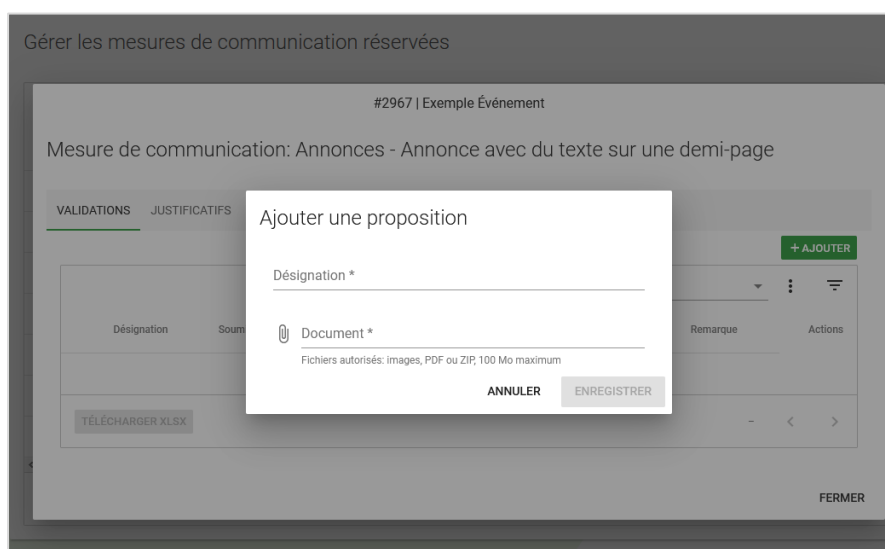 Gérer les mesures de communication réservées
#2967 | Exemple Événement
Mesure de communication: Annonces - Annonce avec du texte sur une demi-page
VALIDATIONS JUSTIFICATIFS
Ajouter une proposition
+ AJOUTER
Désignation *
Désignation Soum
Remarque Actions
Document *
Fichiers autorisés: images, PDF ou ZIP, 100 Mo maximum
ANNULER ENREGISTRER
TÉLÉCHARGER XLSX
–
FERMER